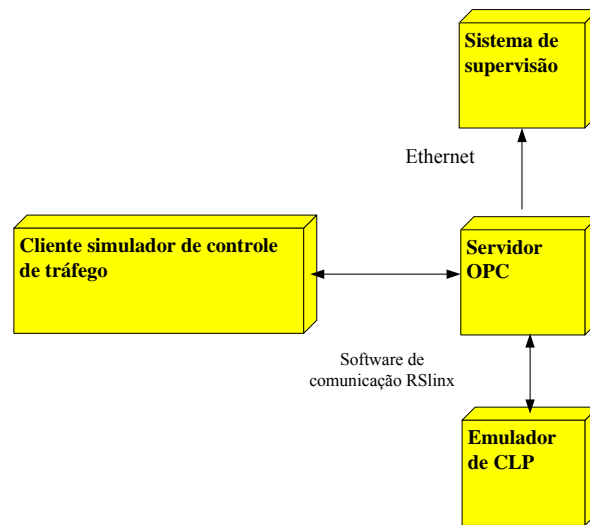 Sistema de
supervisão
Ethernet
Cliente simulador de controle
de tráfego
Servidor
OPC
Software de
comunicação RSlinx
Emulador
de CLP